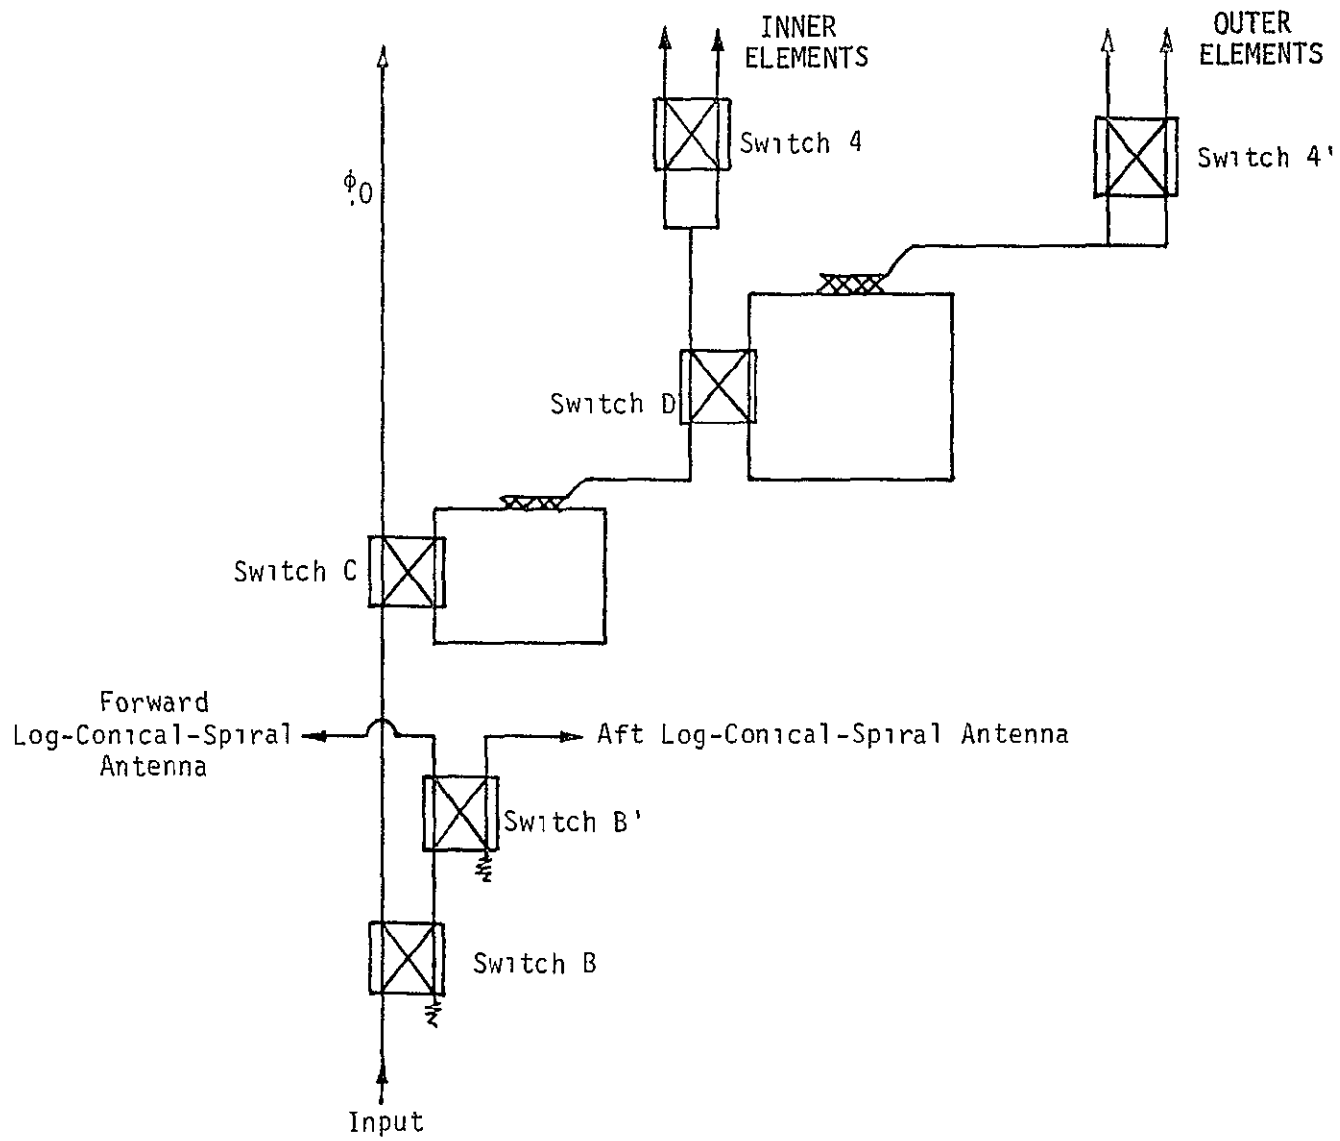 INNER
ELEMENTS
OUTER
ELEMENTS
Switch 4
Switch 4'
ϕ.0
Switch D
Switch C
Forward
Log-Conical-Spiral
Antenna
Aft Log-Conical-Spiral Antenna
Switch B'
Switch B
Input